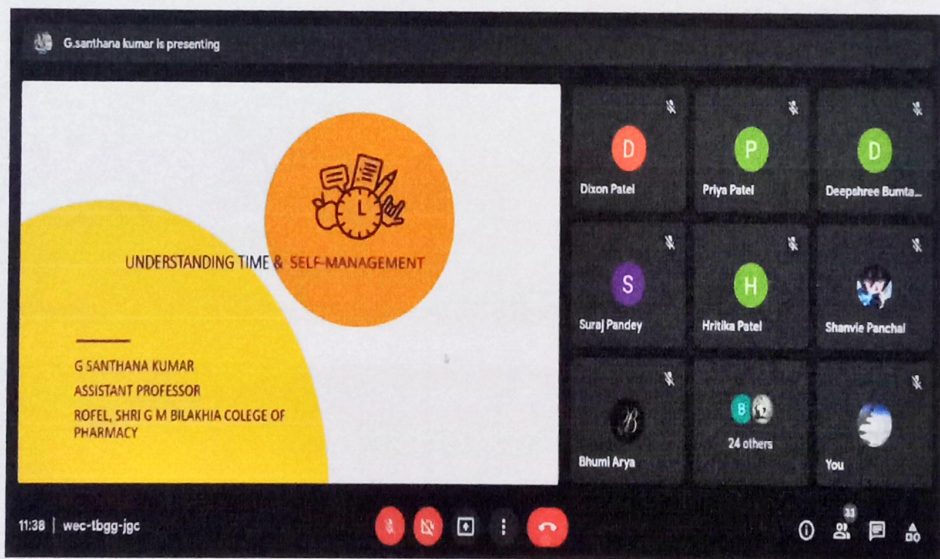 G.santhana kumar is presenting
UNDERSTANDING TIME & SELF-MANAGEMENT
G SANTHANA KUMAR
ASSISTANT PROFESSOR
ROFEL, SHRI G M BILAKHIA COLEGE OF
PHARMACY
D
Dixon Patel
P
Priya Patel
D
Deepshree Bumta...
S
Suraj Pandey
H
Hritika Patel
Shanvie Panchal
B
Bhumi Arya
B
24 others
You
11:38 | wec-tbgg-jgc
33